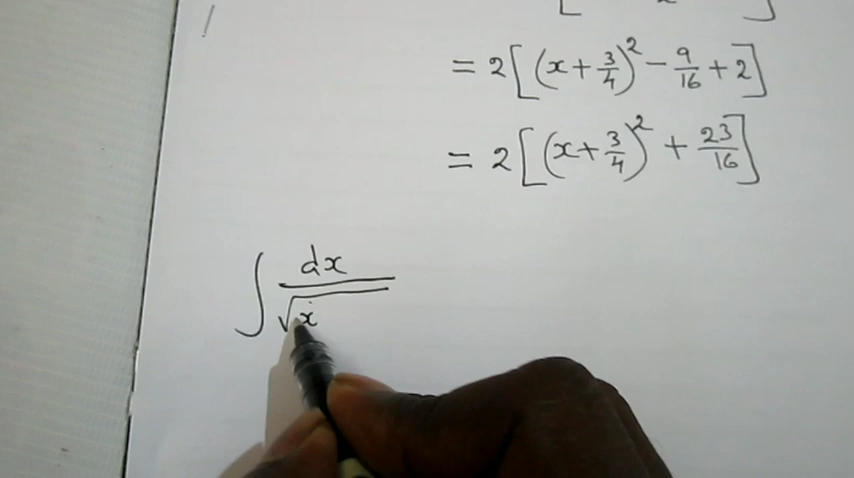 = 2[(x + 3/4)² - 9/16 + 2]
= 2[(x + 3/4)² + 23/16]
∫ dx/√x